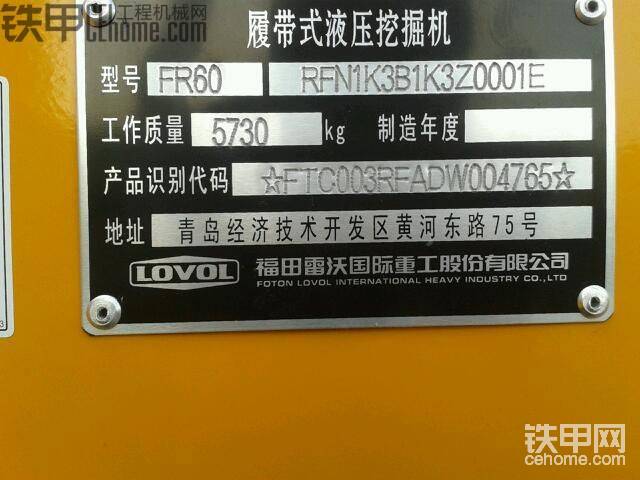 铁甲工程机械网
Cehome.com
履带式液压挖掘机
型号 FR60 RFN1K3B1K3Z0001E
工作质量 5730 kg 制造年度
产品识别代码 ☆FTC003RFADW004765☆
地址 青岛经济技术开发区黄河东路75号
LOVOL 福田雷沃国际重工股份有限公司
FOTON LOVOL INTERNATIONAL HEAVY INDUSTRY CO.,LTD
3
铁甲网
cehome.com